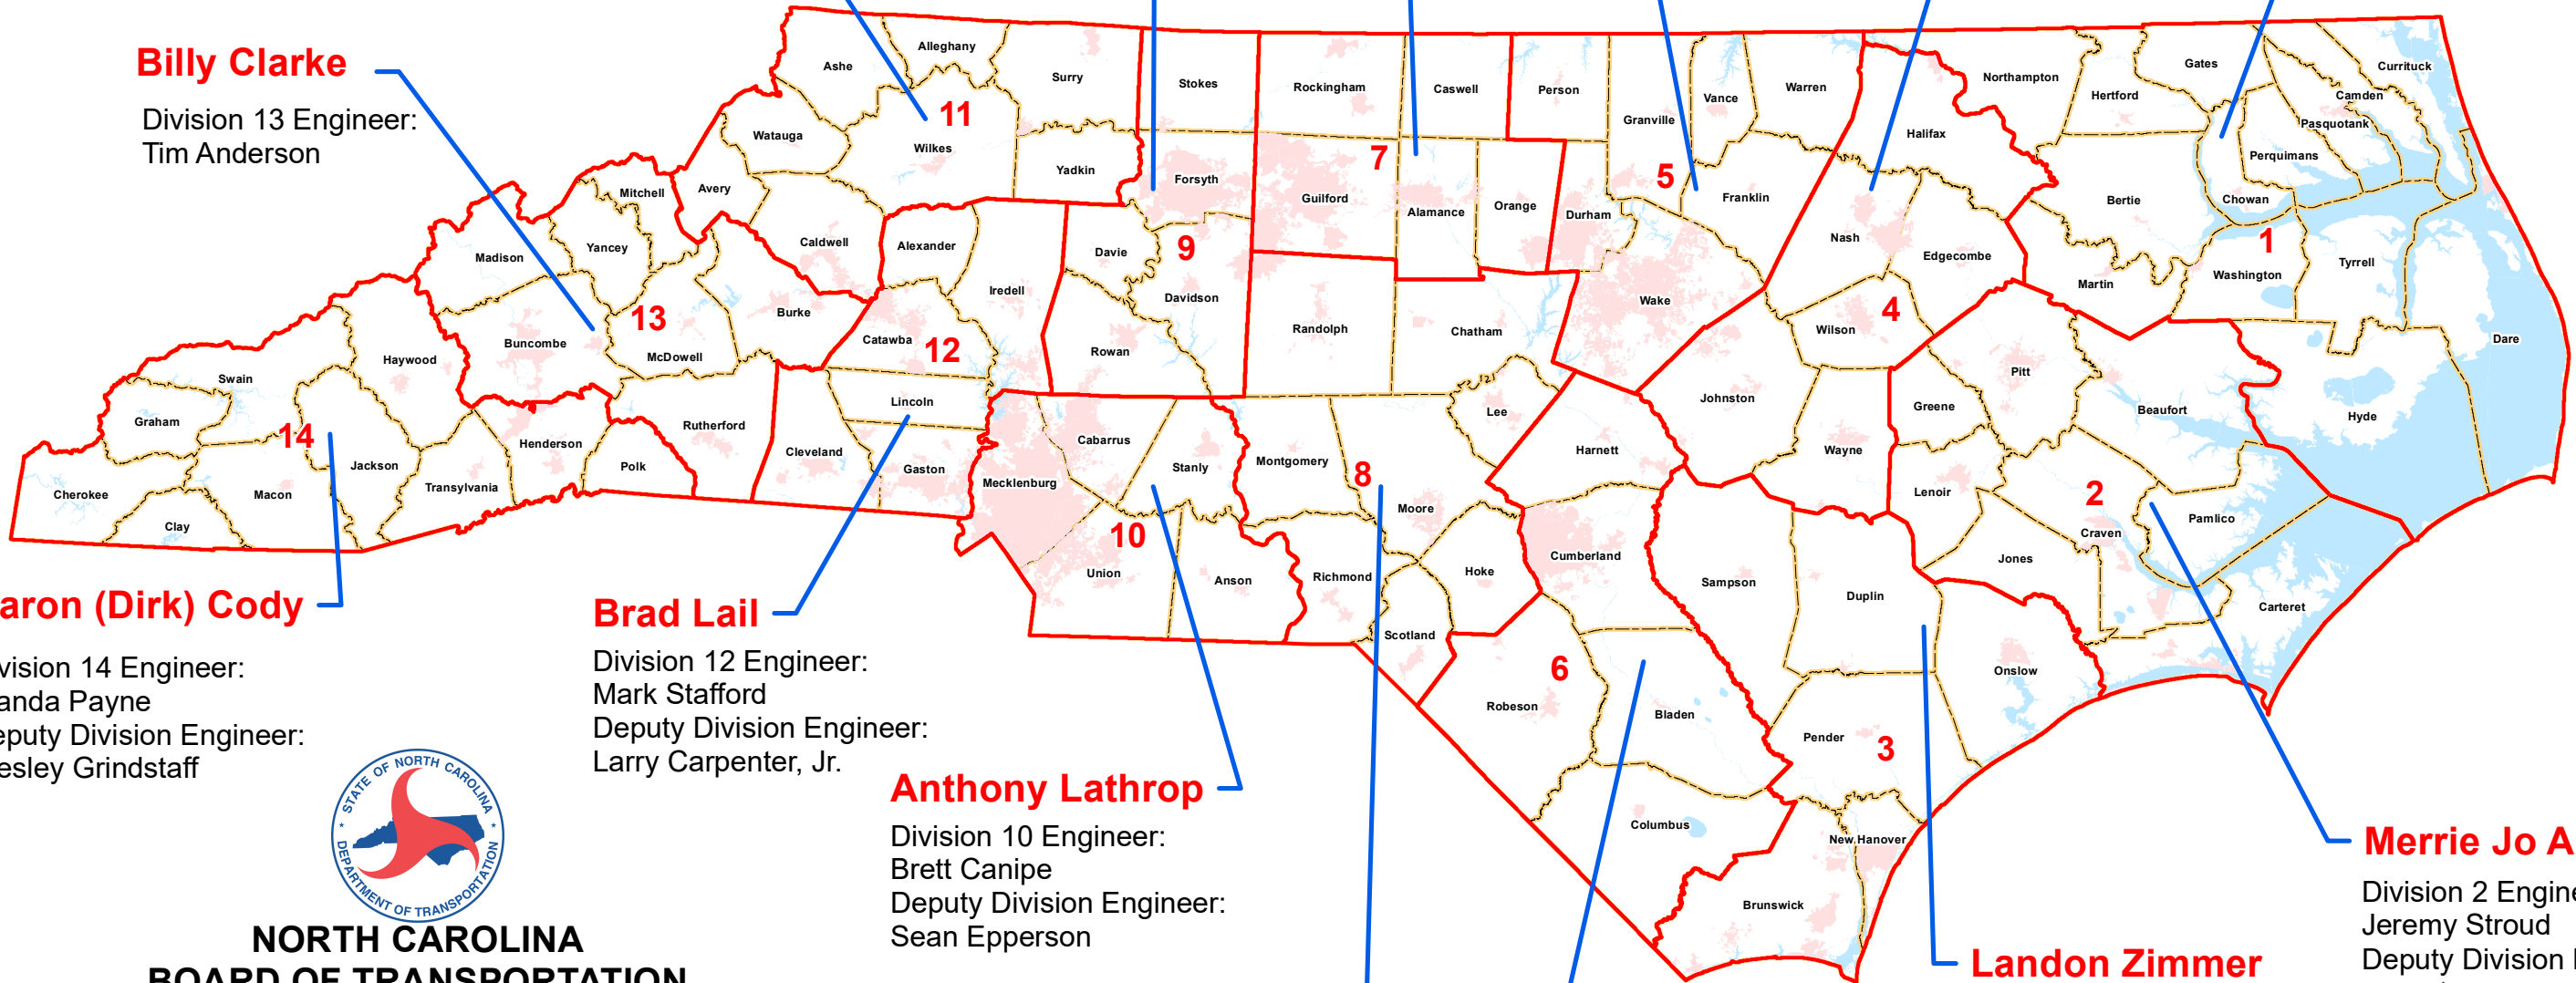 Billy Clarke
Division 13 Engineer:
Tim Anderson
Ashe
Alleghany
Surry
Stokes
Rockingham
Caswell
Person
Granville
Vance
Warren
Northampton
Gates
Hertford
Currituck
Camden
Pasquotank
Perquimans
Chowan
Halifax
Watauga
11
Wilkes
Yadkin
Forsyth
7
Guilford
Alamance
Orange
Durham
5
Franklin
Nash
Edgecombe
Bertie
Martin
1
Washington
Tyrrell
Dare
Mitchell
Avery
Yancey
Madison
Caldwell
Alexander
Iredell
Davie
9
Davidson
Randolph
Chatham
Wake
Wilson
4
Pitt
Beaufort
Hyde
Buncombe
13
McDowell
Burke
Catawba
12
Rowan
Haywood
Swain
Graham
14
Cherokee
Clay
Macon
Jackson
Transylvania
Henderson
Polk
Rutherford
Cleveland
Lincoln
Gaston
Mecklenburg
Cabarrus
Stanly
10
Union
Anson
Montgomery
8
Moore
Lee
Harnett
Johnston
Wayne
Greene
Lenoir
2
Craven
Pamlico
Jones
Carteret
Richmond
Hoke
Scotland
Cumberland
Sampson
Duplin
Onslow
6
Robeson
Bladen
Pender
3
Columbus
New Hanover
Brunswick
aron (Dirk) Cody
vision 14 Engineer:
anda Payne
eputy Division Engineer:
esley Grindstaff
Brad Lail
Division 12 Engineer:
Mark Stafford
Deputy Division Engineer:
Larry Carpenter, Jr.
Anthony Lathrop
Division 10 Engineer:
Brett Canipe
Deputy Division Engineer:
Sean Epperson
STATE OF NORTH CAROLINA
DEPARTMENT OF TRANSPORTATION
NORTH CAROLINA
BOARD OF TRANSPORTATION
Landon Zimmer
Merrie Jo A
Division 2 Engine
Jeremy Stroud
Deputy Division